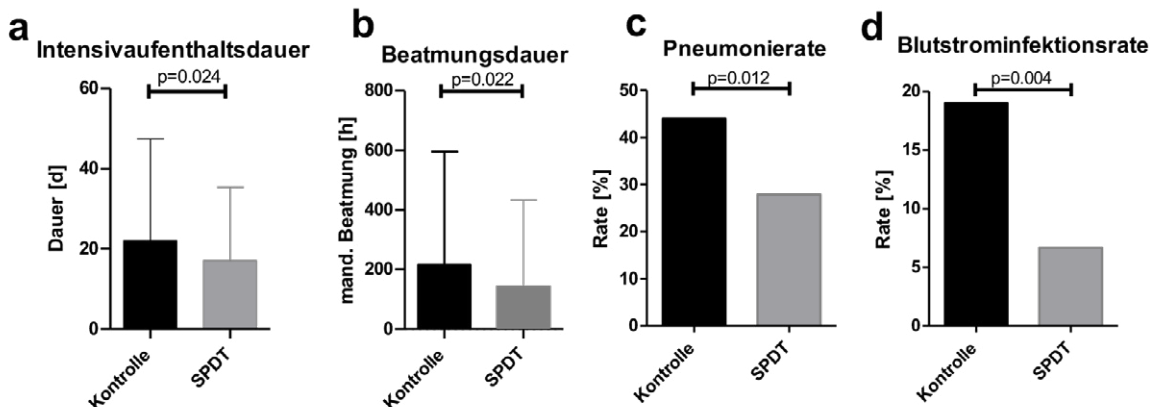 a
Intensivaufenthaltsdauer
p=0.024
Dauer [d]
60
40
20
0
Kontrolle
SPDT
b
Beatmungsdauer
p=0.022
mand. Beatmung [h]
800
600
400
200
0
Kontrolle
SPDT
c
Pneumonierate
p=0.012
Rate [%]
50
40
30
20
10
0
Kontrolle
SPDT
d
Blutstrominfektionsrate
p=0.004
Rate [%]
20
15
10
5
0
Kontrolle
SPDT